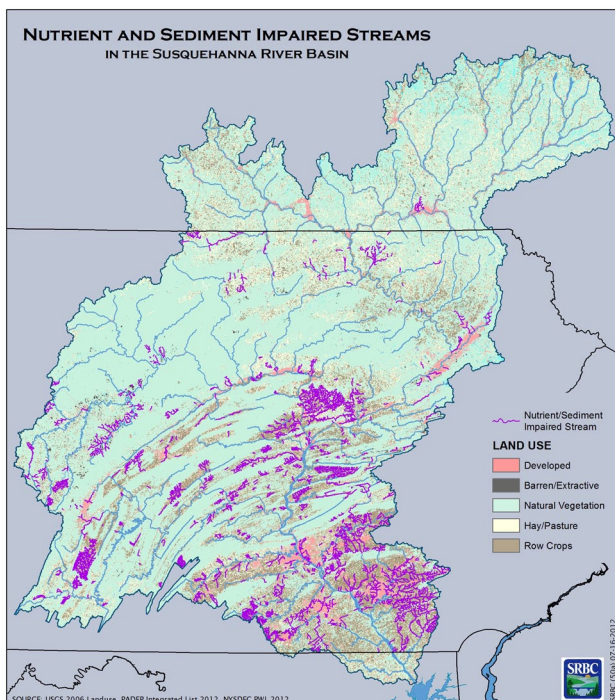 NUTRIENT AND SEDIMENT IMPAIRED STREAMS
IN THE SUSQUEHANNA RIVER BASIN
Nutrient/Sediment
Impaired Stream
LAND USE
Developed
Barren/Extractive
Natural Vegetation
Hay/Pasture
Row Crops
SRBC
SOURCE: USGS 2006 Landuse, PADEP Integrated List 2012, NYSDEC PWL 2012